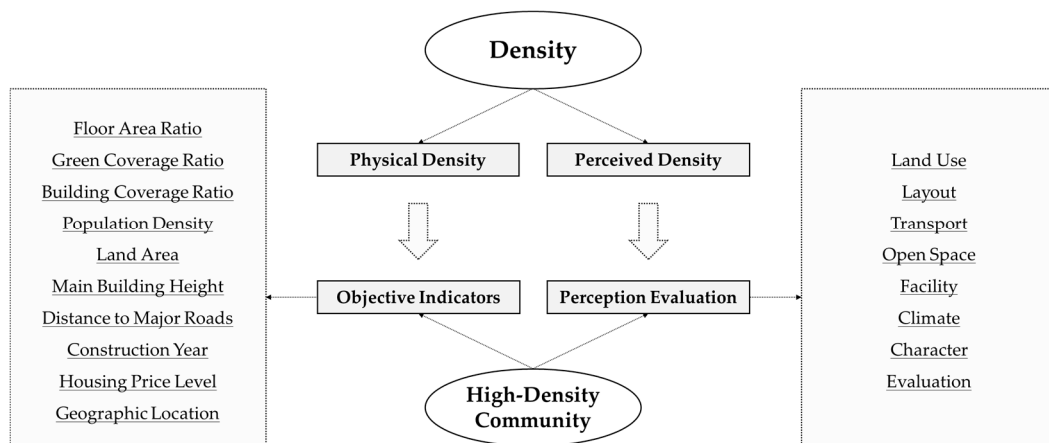 Density
Physical Density
Perceived Density
Objective Indicators
Perception Evaluation
High-Density
Community
Floor Area Ratio
Green Coverage Ratio
Building Coverage Ratio
Population Density
Land Area
Main Building Height
Distance to Major Roads
Construction Year
Housing Price Level
Geographic Location
Land Use
Layout
Transport
Open Space
Facility
Climate
Character
Evaluation